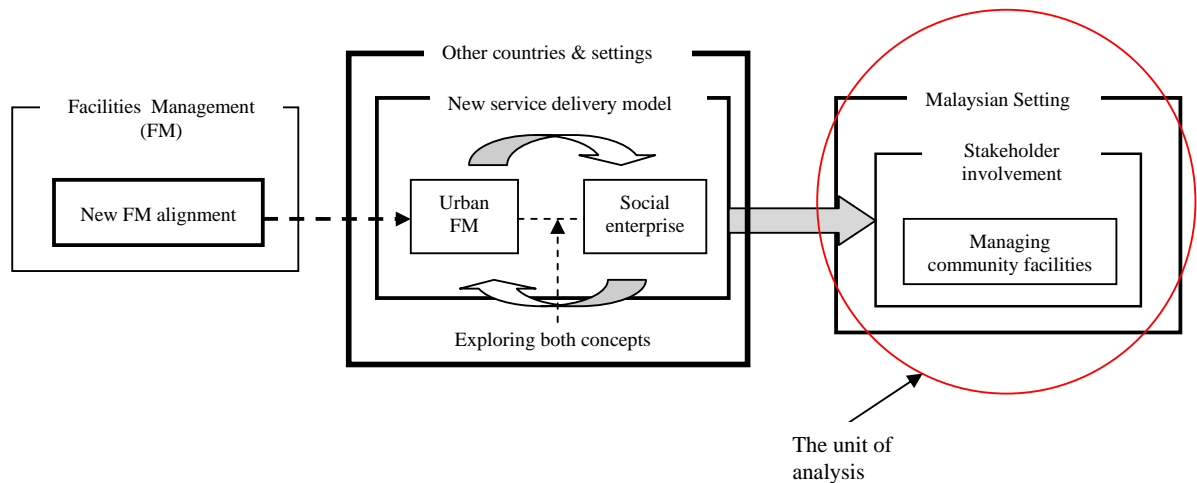 Facilities Management
(FM)
New FM alignment
Other countries & settings
New service delivery model
Urban
FM
Social
enterprise
Exploring both concepts
Malaysian Setting
Stakeholder
involvement
Managing
community facilities
The unit of
analysis